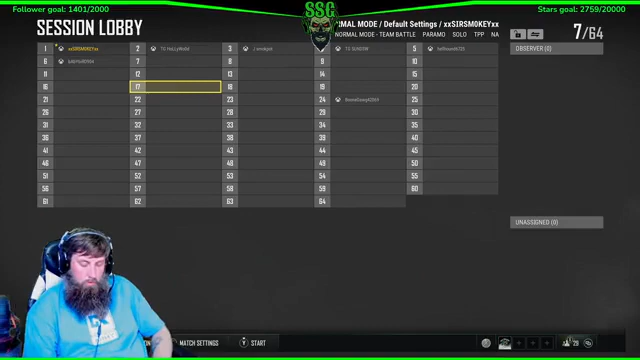 Follower goal: 1401/2000
SSC
Stars goal: 2759/20000
SESSION LOBBY
MAL MODE / Default Settings / xxSIRSM0KEYxx
NORMAL MODE - TEAM BATTLE PARAMO SOLO TPP NA
7/64
1 xxSIRSM0KEYxx 2 3 4 5
OBSERVER (0)
6 7 8 9 10
11 12 13 14 15
16 17 18 19 20
21 22 23 24 25
26 27 28 29 30
31 32 33 34 35
36 37 38 39 40
41 42 43 44 45
46 47 48 49 50
51 52 53 54 55
56 57 58 59 60
61 62 63 64
UNASSIGNED (0)
ON MATCH SETTINGS Y START
29